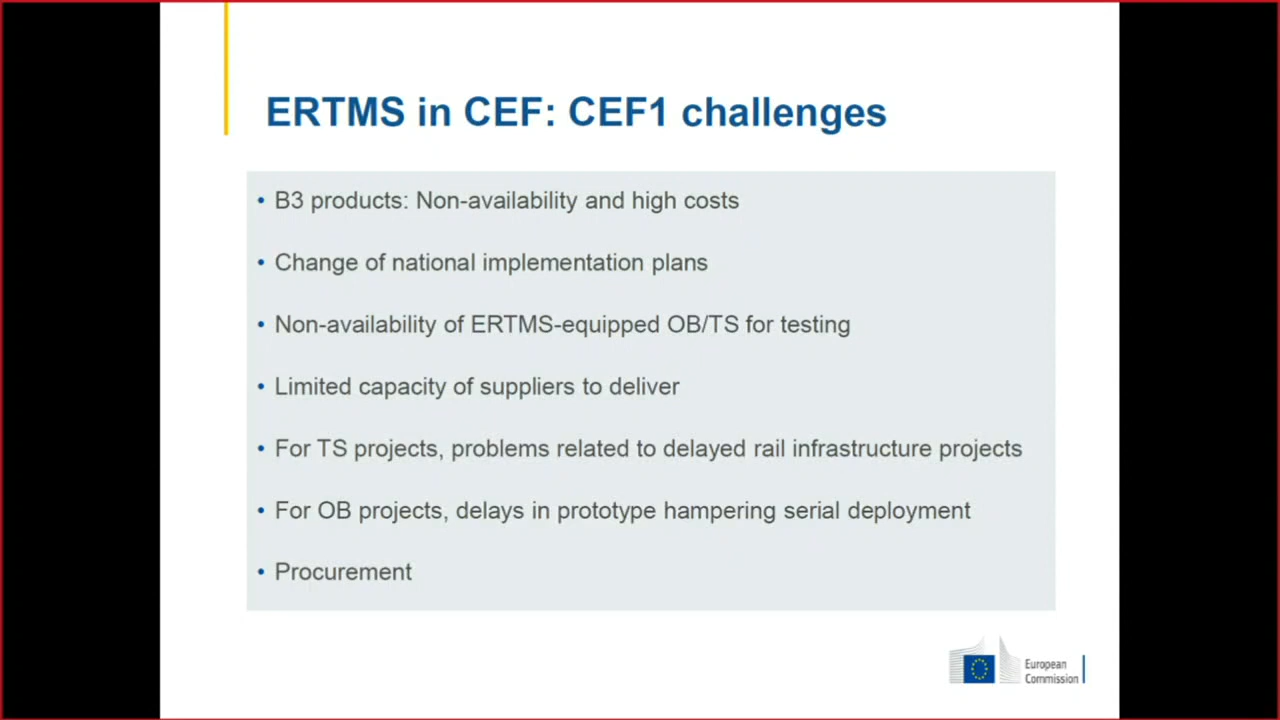 ERTMS in CEF: CEF1 challenges
• B3 products: Non-availability and high costs
• Change of national implementation plans
• Non-availability of ERTMS-equipped OB/TS for testing
• Limited capacity of suppliers to deliver
• For TS projects, problems related to delayed rail infrastructure projects
• For OB projects, delays in prototype hampering serial deployment
• Procurement
European
Commission